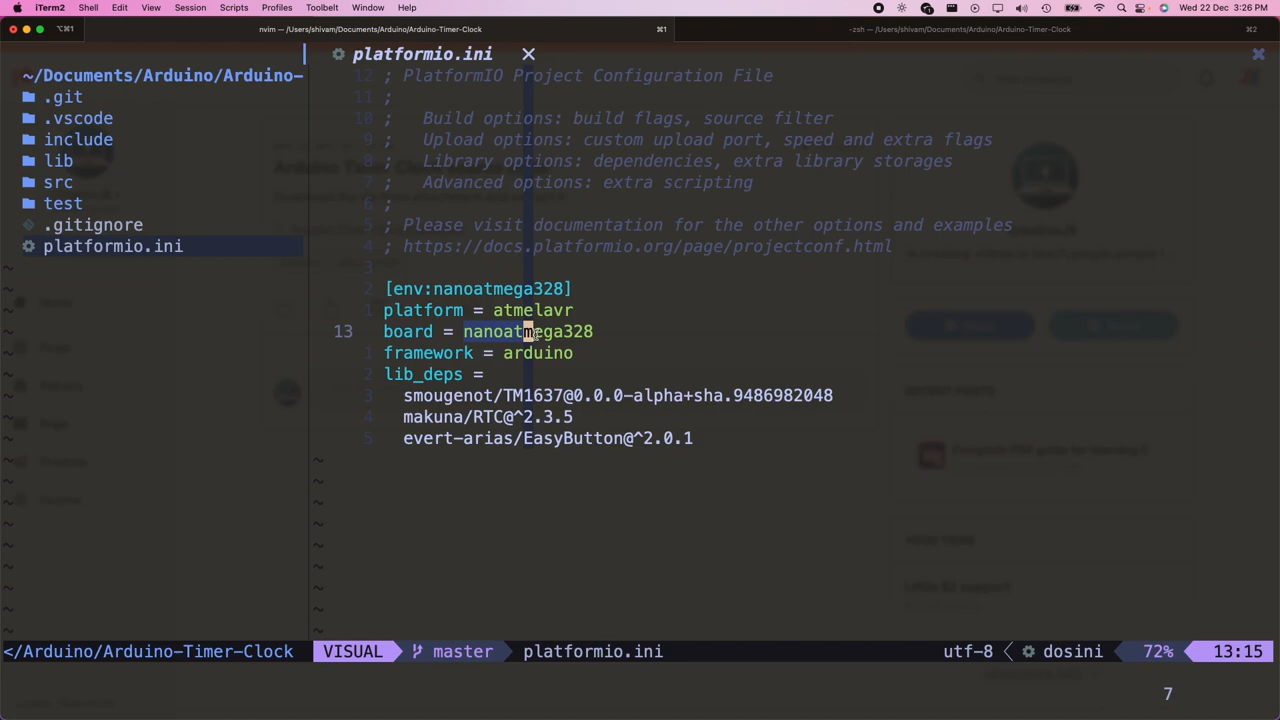 iTerm2 Shell Edit View Session Scripts Profiles Toolbelt Window Help
Wed 22 Dec 3:26 PM
⌥⌘1
nvim — /Users/shivam/Documents/Arduino/Arduino-Timer-Clock
⌘1
-zsh — /Users/shivam/Documents/Arduino/Arduino-Timer-Clock
⌘2
platformio.ini
~/Documents/Arduino/Arduino-
.git
.vscode
include
lib
src
test
.gitignore
platformio.ini
12 ; PlatformIO Project Configuration File
11 ;
10 ; Build options: build flags, source filter
9 ; Upload options: custom upload port, speed and extra flags
8 ; Library options: dependencies, extra library storages
7 ; Advanced options: extra scripting
6 ;
5 ; Please visit documentation for the other options and examples
4 ; https://docs.platformio.org/page/projectconf.html
3
2 [env:nanoatmega328]
1 platform = atmelavr
13 board = nanoatmega328
1 framework = arduino
2 lib_deps =
3 smougenot/TM1637@0.0.0-alpha+sha.9486982048
4 makuna/RTC@^2.3.5
5 evert-arias/EasyButton@^2.0.1
</Arduino/Arduino-Timer-Clock
VISUAL master platformio.ini
utf-8 dosini 72% 13:15
7